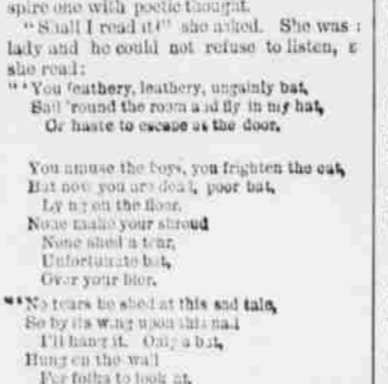 spire one with poetic thought.
"Shall I read it?" she asked. She was
lady and he could not refuse to listen,
she read:
"'You feathery, leathery, ungainly bat,
Sail 'round the room and fly in my hat,
Or haste to escape at the door,
You amuse the boys, you frighten the cat,
But now you are dead, poor bat,
Lying on the floor.
None make your shroud
None shed a tear,
Unfortunate bat,
Over your bier.
"'No tears be shed at this sad tale,
So by its wing upon this nail
I'll hang it. Only a bat,
Hung on the wall
For folks to look at.